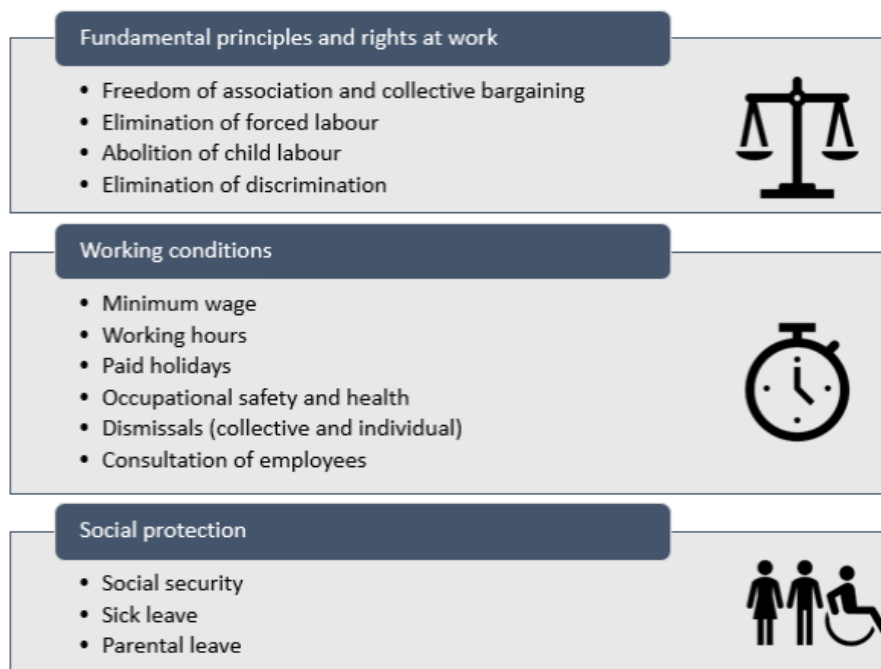 Fundamental principles and rights at work
• Freedom of association and collective bargaining
• Elimination of forced labour
• Abolition of child labour
• Elimination of discrimination
Working conditions
• Minimum wage
• Working hours
• Paid holidays
• Occupational safety and health
• Dismissals (collective and individual)
• Consultation of employees
Social protection
• Social security
• Sick leave
• Parental leave